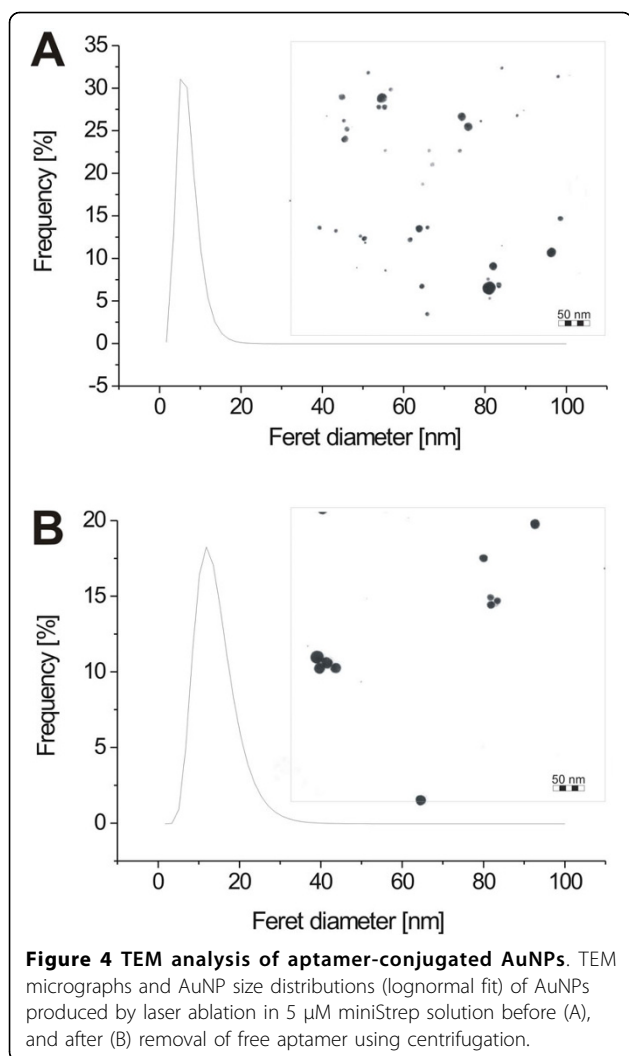 A
35
30
25
20
15
10
5
0
-5
Frequency [%]
50 nm
0 20 40 60 80 100
Feret diameter [nm]
B
20
15
10
5
0
Frequency [%]
50 nm
0 20 40 60 80 100
Feret diameter [nm]
Figure 4 TEM analysis of aptamer-conjugated AuNPs. TEM
micrographs and AuNP size distributions (lognormal fit) of AuNPs
produced by laser ablation in 5 μM miniStrep solution before (A),
and after (B) removal of free aptamer using centrifugation.